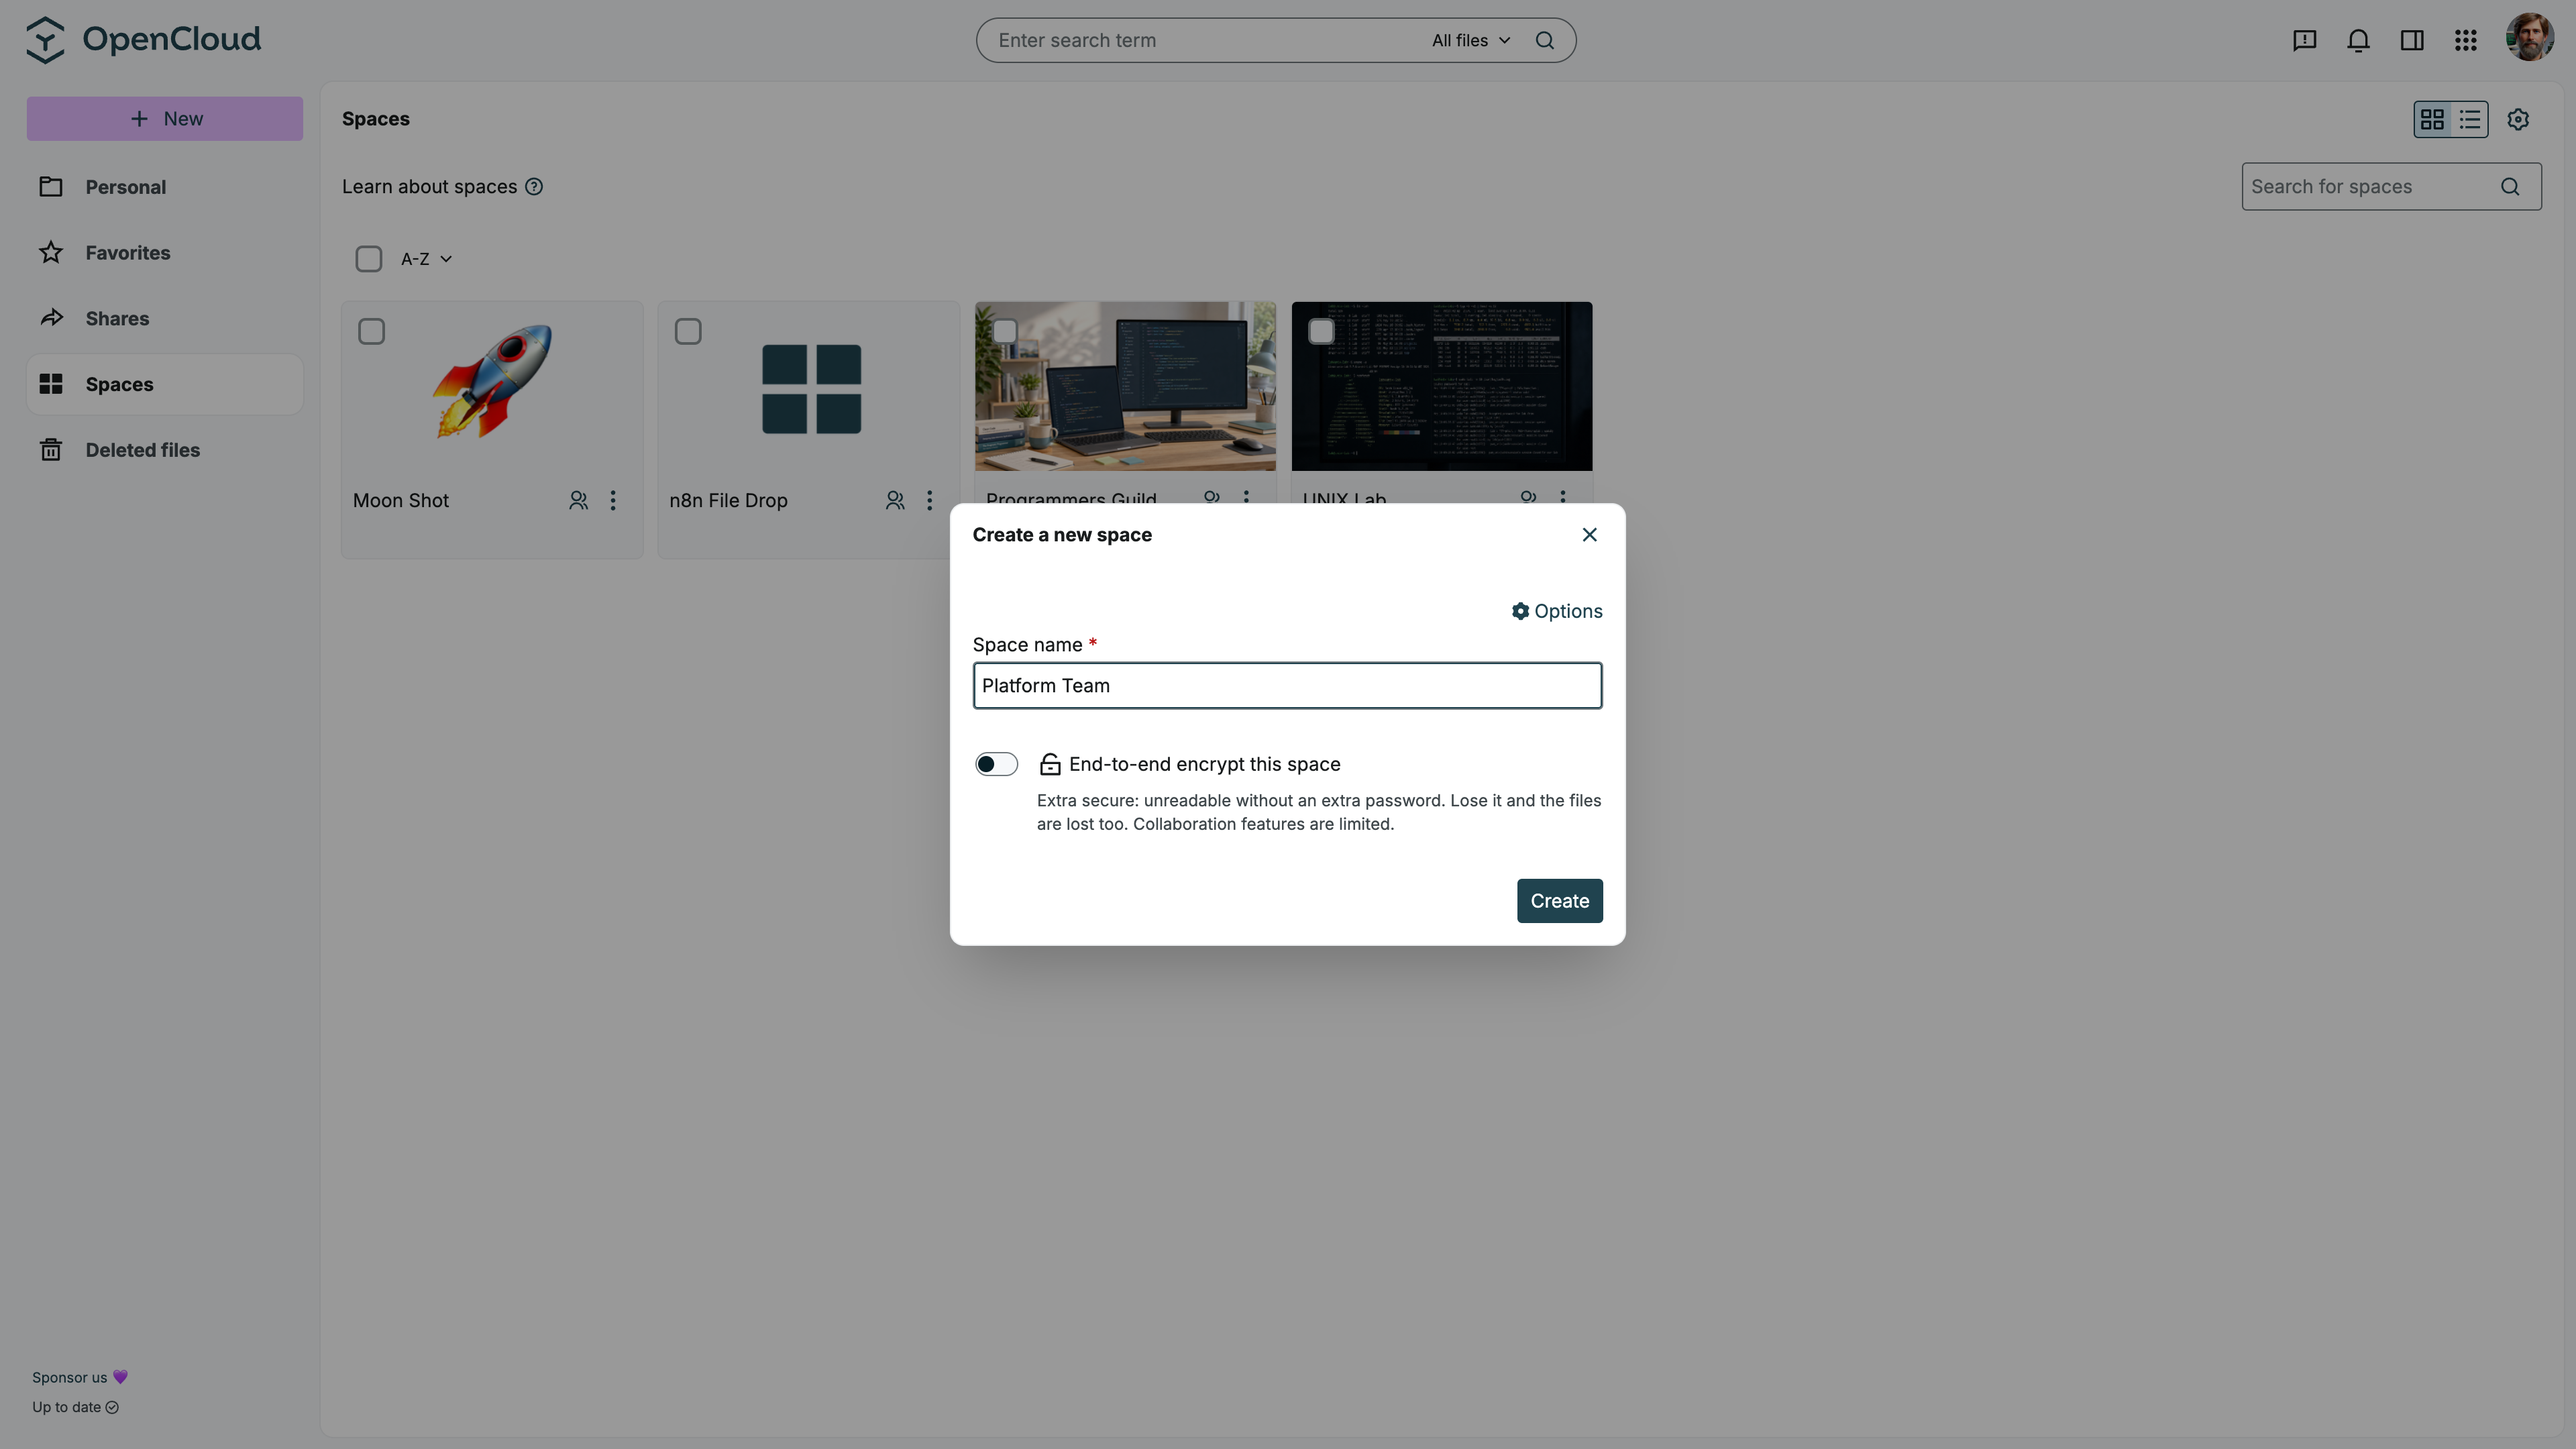 OpenCloud
Enter search term
All files
New
Personal
Favorites
Shares
Spaces
Deleted files
Spaces
Learn about spaces
Search for spaces
A-Z
Moon Shot
n8n File Drop
Programmers Guild
UNIX Lab
Create a new space
Options
Space name *
Platform Team
End-to-end encrypt this space
Extra secure: unreadable without an extra password. Lose it and the files
are lost too. Collaboration features are limited.
Create
Sponsor us 💜
Up to date